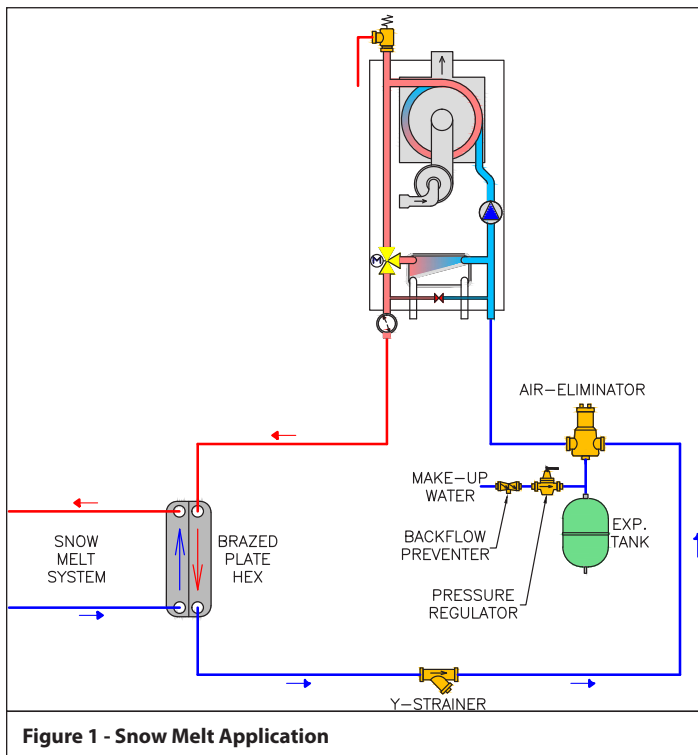 M
AIR-ELIMINATOR
MAKE-UP
WATER
BACKFLOW
PREVENTER
EXP.
TANK
PRESSURE
REGULATOR
SNOW
MELT
SYSTEM
BRAZED
PLATE
HEX
Y-STRAINER
Figure 1 - Snow Melt Application